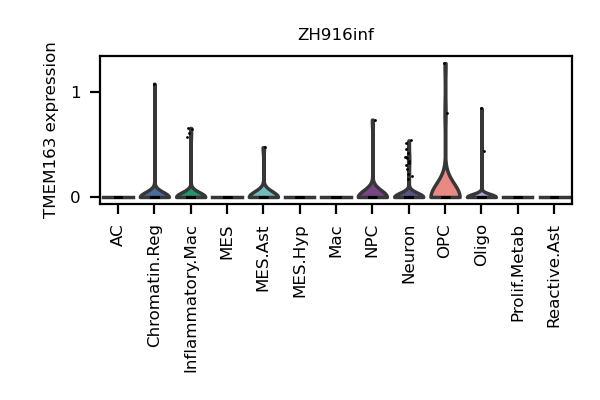 ZH916inf
TMEM163 expression
1
0
AC
Chromatin.Reg
Inflammatory.Mac
MES
MES.Ast
MES.Hyp
Mac
NPC
Neuron
OPC
Oligo
Prolif.Metab
Reactive.Ast